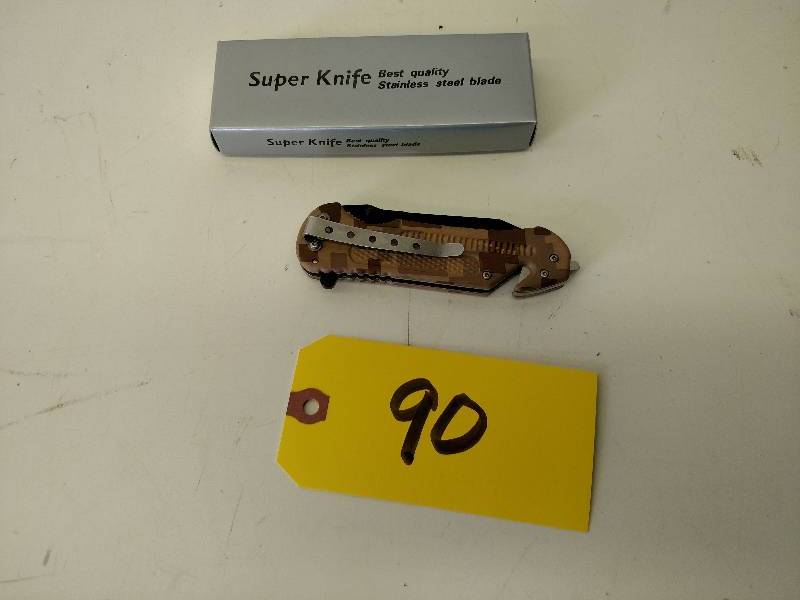 Super Knife Best quality
Stainless steel blade
Super Knife Best quality
Stainless steel blade
90